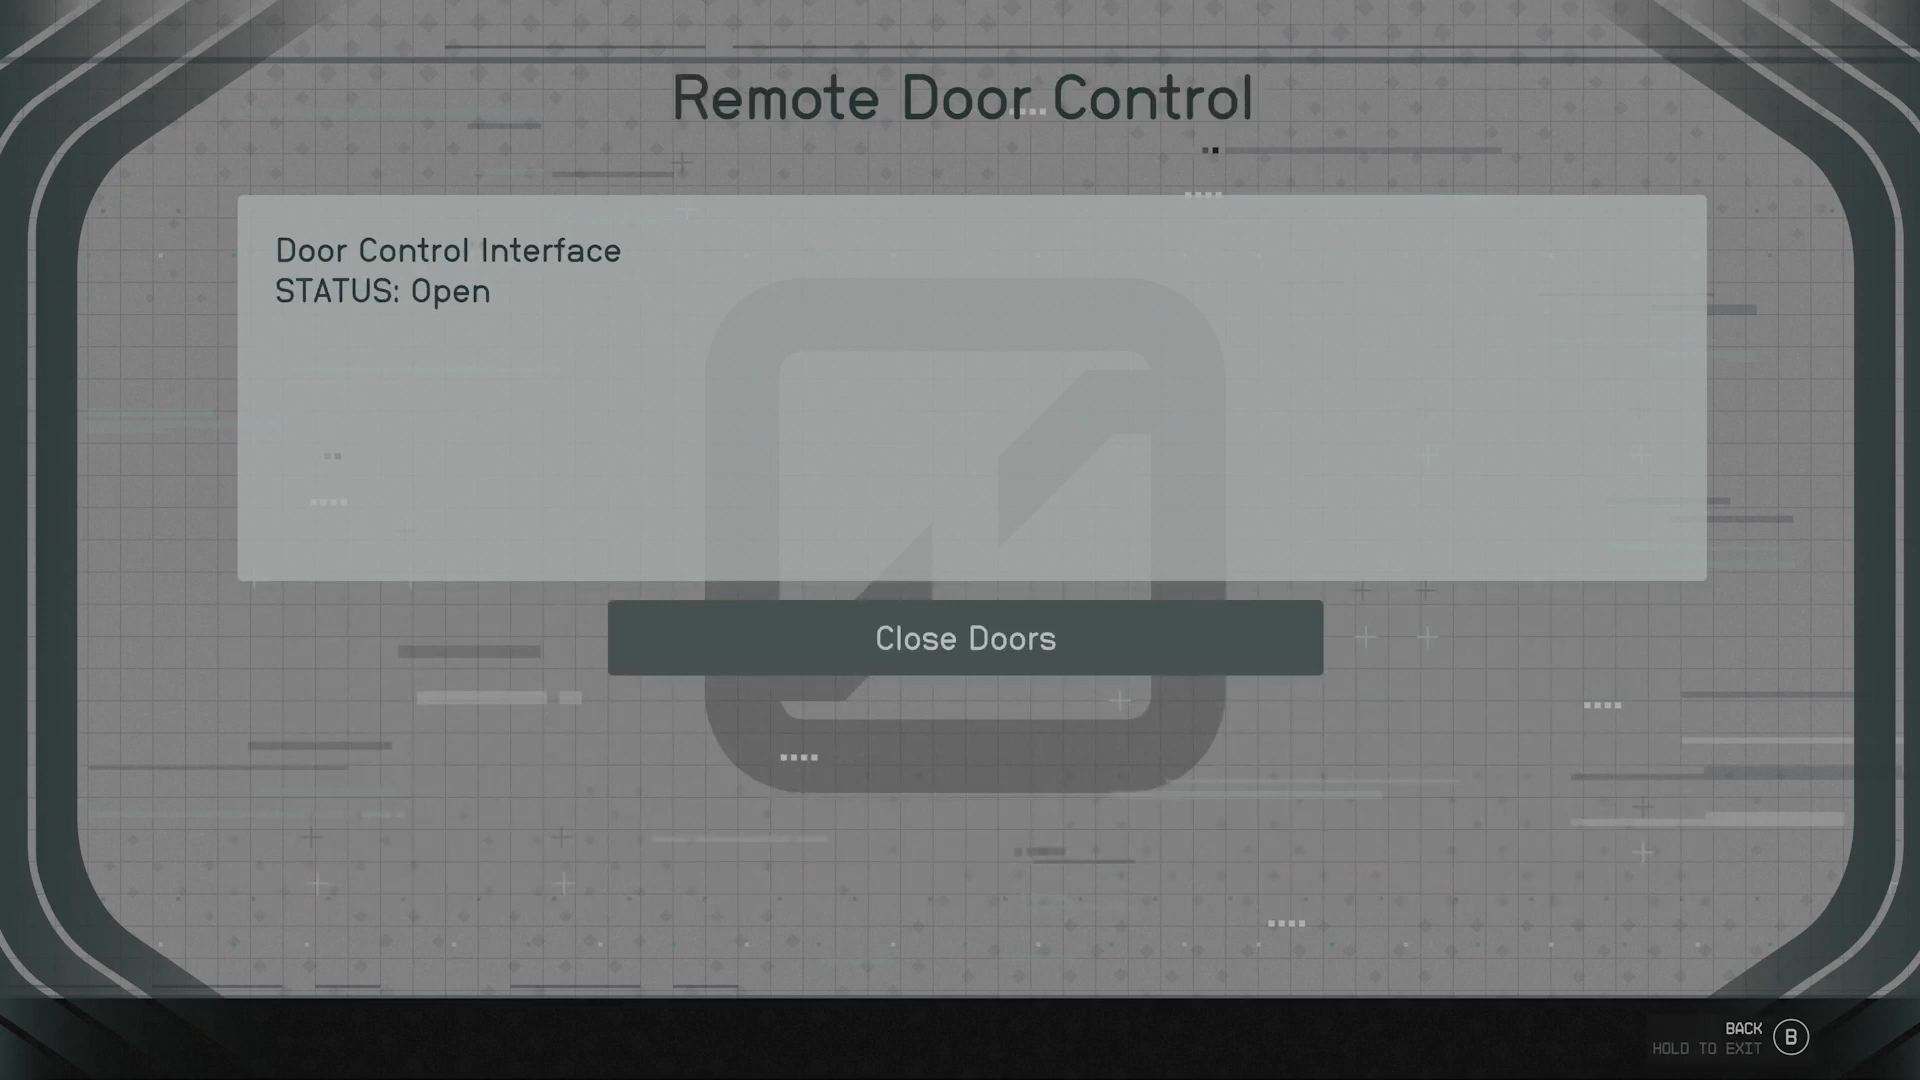 Remote Door Control
Door Control Interface
STATUS: Open
Close Doors
BACK
HOLD TO EXIT
B